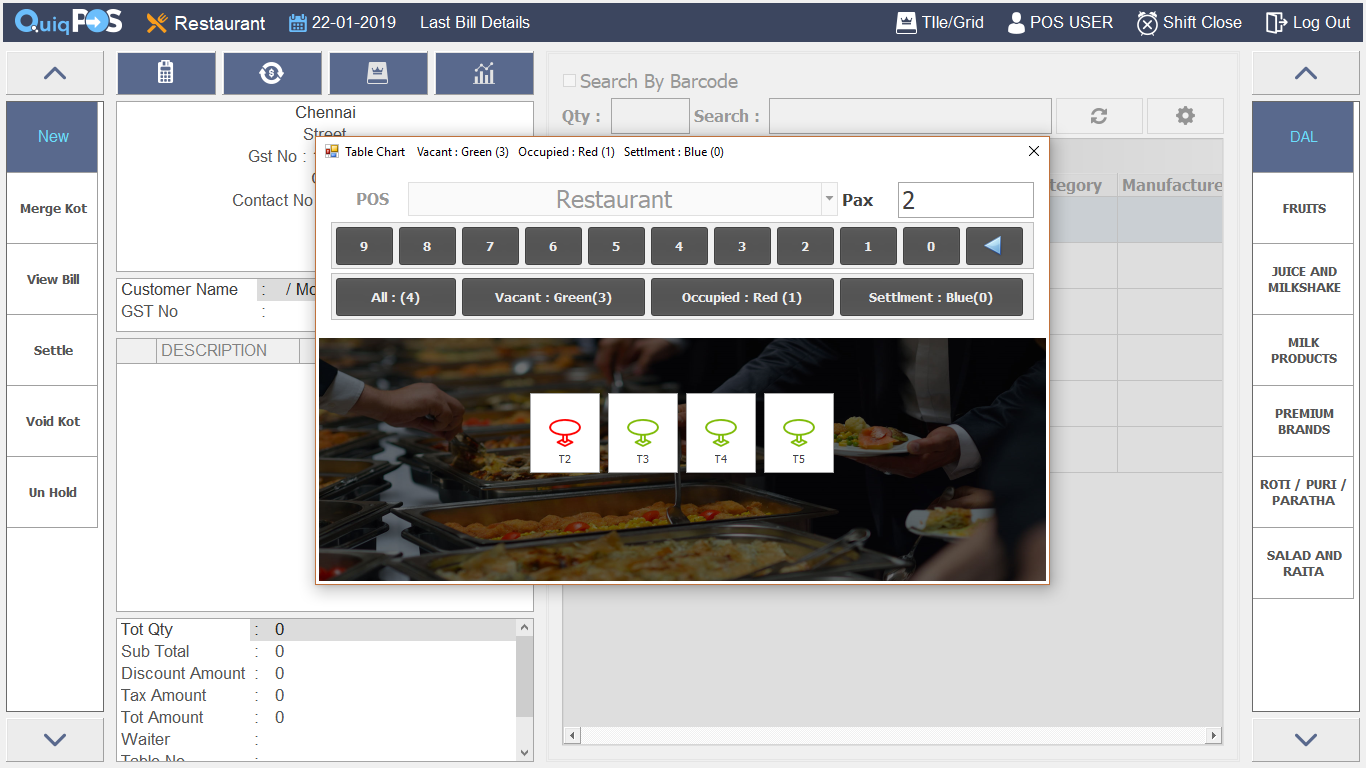 QuiqPOS Restaurant 22-01-2019 Last Bill Details TIle/Grid POS USER Shift Close Log Out
New
Merge Kot
View Bill
Settle
Void Kot
Un Hold
Chennai
Street
Gst No :
Contact No
Customer Name : / Mo
GST No :
DESCRIPTION
Tot Qty : 0
Sub Total : 0
Discount Amount : 0
Tax Amount : 0
Tot Amount : 0
Waiter :
Table No
Search By Barcode
Qty : Search :
tegory Manufacture
Table Chart Vacant : Green (3) Occupied : Red (1) Settlment : Blue (0)
POS Restaurant Pax 2
9 8 7 6 5 4 3 2 1 0
All : (4) Vacant : Green(3) Occupied : Red (1) Settlment : Blue(0)
T2 T3 T4 T5
DAL
FRUITS
JUICE AND
MILKSHAKE
MILK
PRODUCTS
PREMIUM
BRANDS
ROTI / PURI /
PARATHA
SALAD AND
RAITA